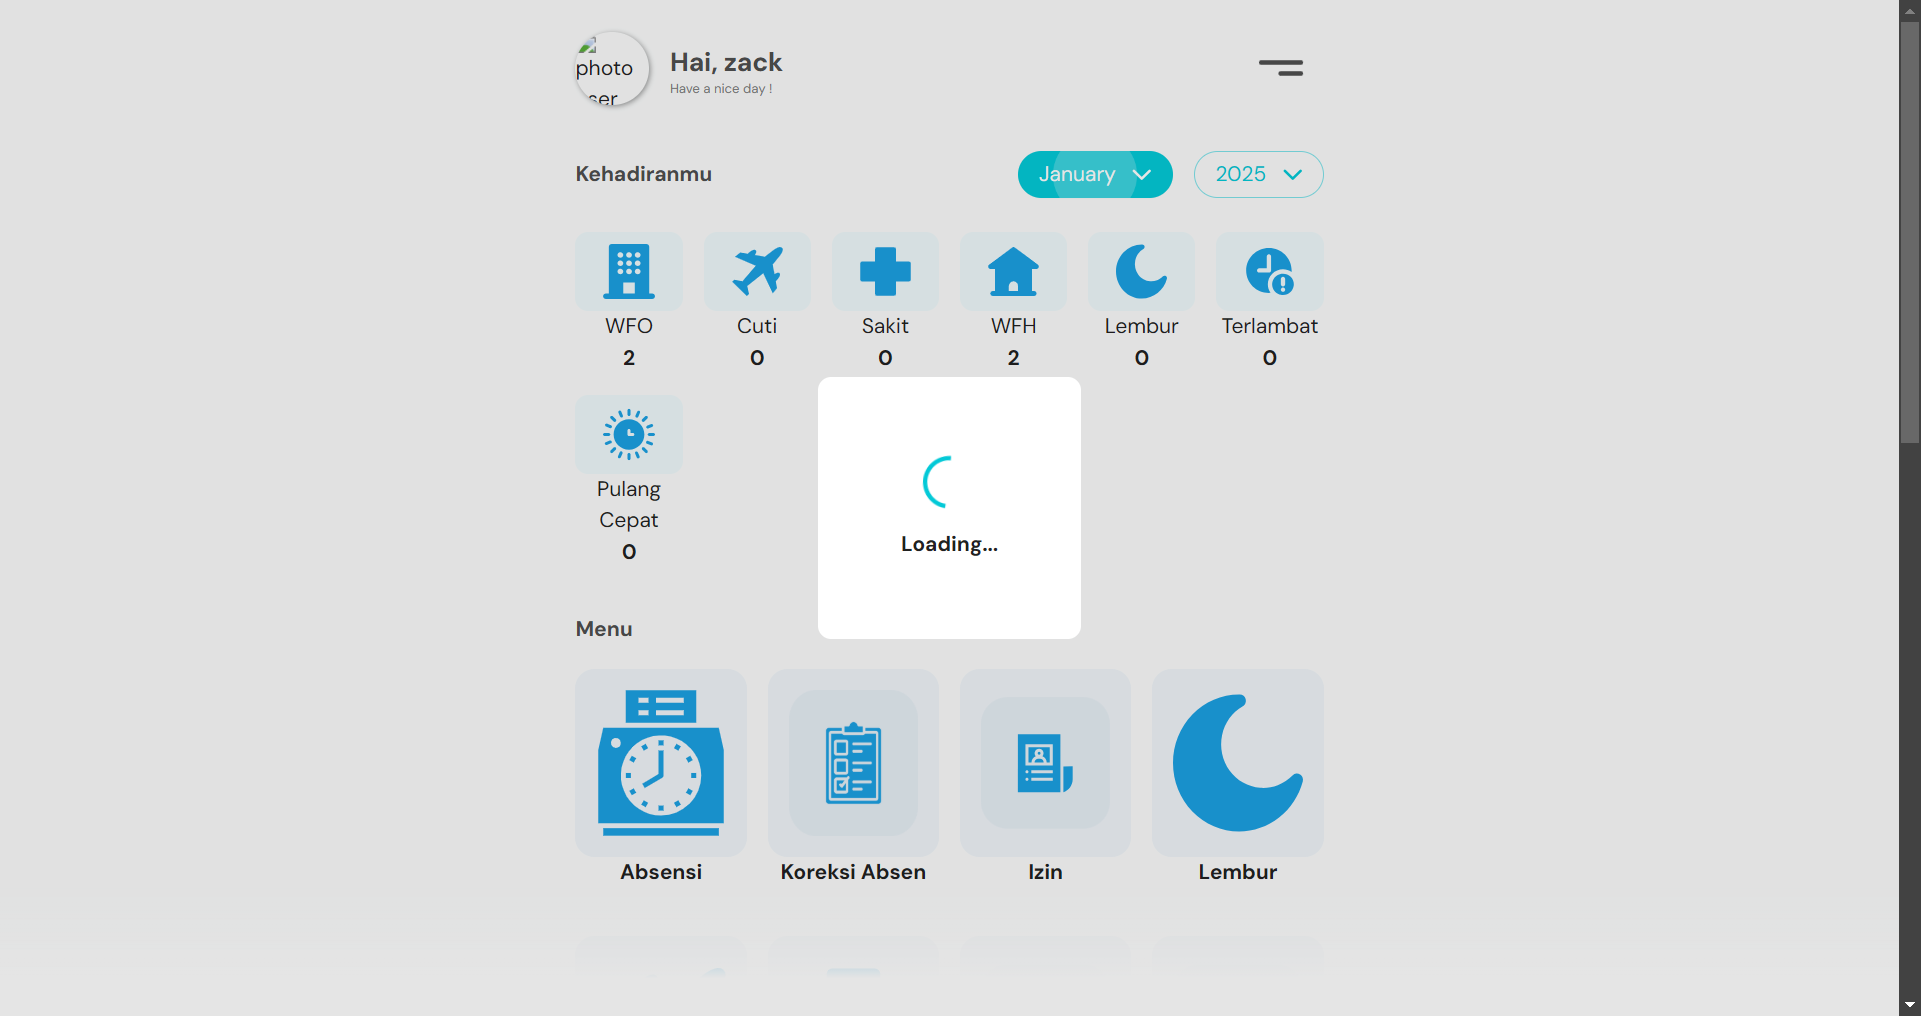 photo
user
Hai, zack
Have a nice day !
Kehadiranmu
January
2025
WFO
2
Cuti
0
Sakit
0
WFH
2
Lembur
0
Terlambat
0
Pulang
Cepat
0
Loading...
Menu
Absensi
Koreksi Absen
Izin
Lembur